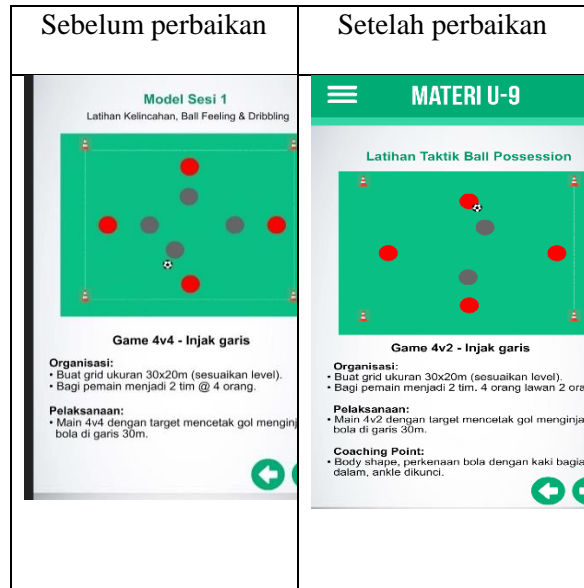 Sebelum perbaikan
Setelah perbaikan
Model Sesi 1
Latihan Kelincahan, Ball Feeling & Dribbling
Game 4v4 - Injak garis
Organisasi:
• Buat grid ukuran 30x20m (sesuaikan level).
• Bagi pemain menjadi 2 tim @ 4 orang.
Pelaksanaan:
• Main 4v4 dengan target mencetak gol menginj
bola di garis 30m.
MATERI U-9
Latihan Taktik Ball Possession
Game 4v2 - Injak garis
Organisasi:
• Buat grid ukuran 30x20m (sesuaikan level).
• Bagi pemain menjadi 2 tim. 4 orang lawan 2 ora
Pelaksanaan:
• Main 4v2 dengan target mencetak gol menginja
bola di garis 30m.
Coaching Point:
• Body shape, perkenaan bola dengan kaki bagia
dalam, ankle dikunci.